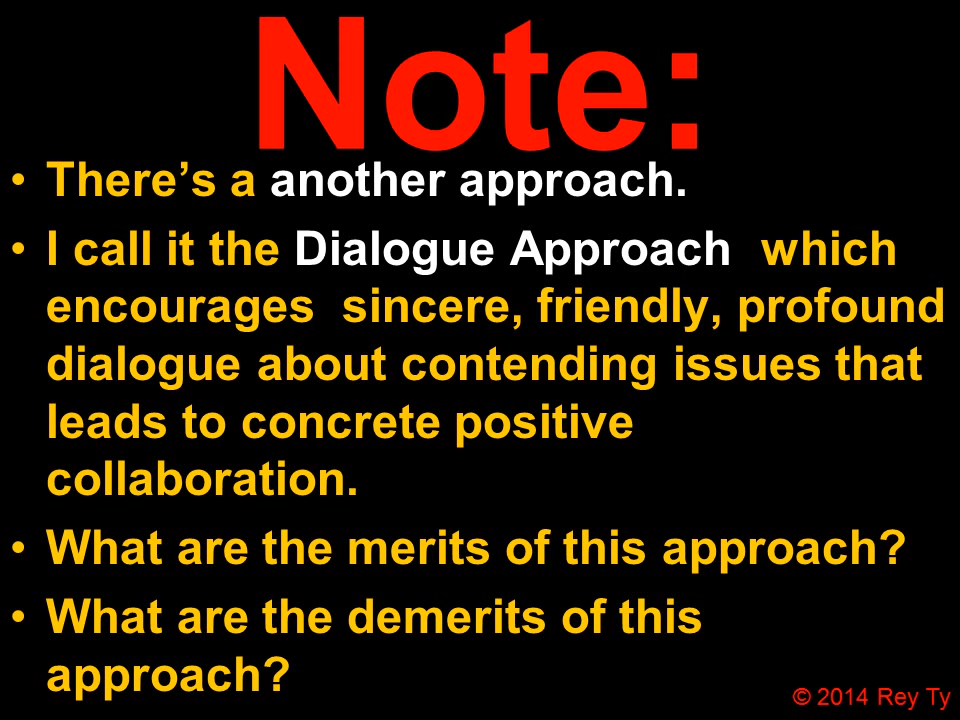 Note:
• There’s a another approach.
• I call it the Dialogue Approach which
encourages sincere, friendly, profound
dialogue about contending issues that
leads to concrete positive
collaboration.
• What are the merits of this approach?
• What are the demerits of this
approach?
© 2014 Rey Ty